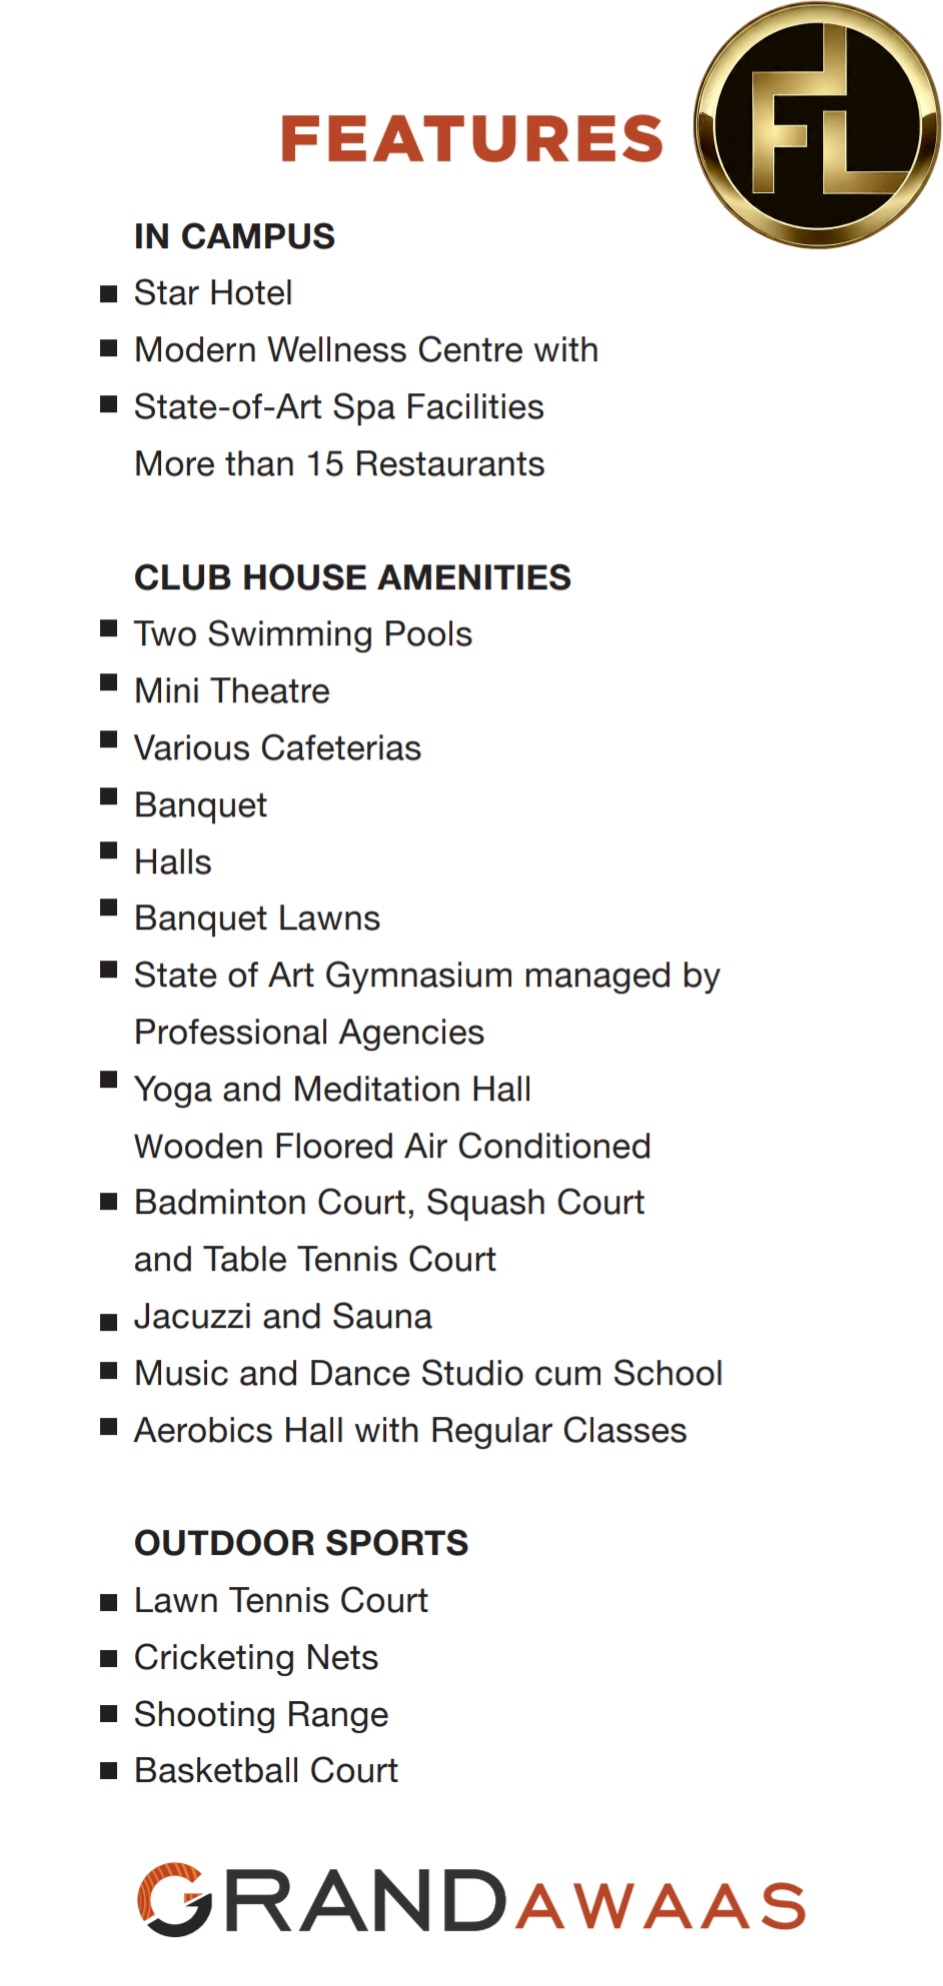 FEATURES
FL
IN CAMPUS
Star Hotel
Modern Wellness Centre with
State-of-Art Spa Facilities
More than 15 Restaurants
CLUB HOUSE AMENITIES
Two Swimming Pools
Mini Theatre
Various Cafeterias
Banquet
Halls
Banquet Lawns
State of Art Gymnasium managed by
Professional Agencies
Yoga and Meditation Hall
Wooden Floored Air Conditioned
Badminton Court, Squash Court
and Table Tennis Court
Jacuzzi and Sauna
Music and Dance Studio cum School
Aerobics Hall with Regular Classes
OUTDOOR SPORTS
Lawn Tennis Court
Cricketing Nets
Shooting Range
Basketball Court
GRANDAWAAS